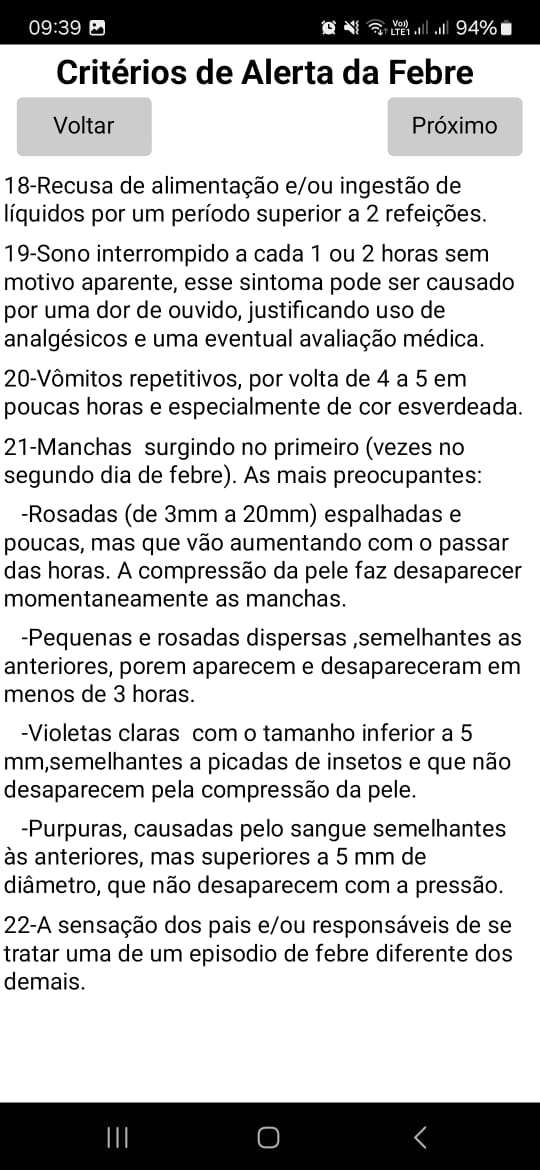 09:39
Vo))
LTE1
94%
Critérios de Alerta da Febre
Voltar
Próximo
18-Recusa de alimentação e/ou ingestão de
líquidos por um período superior a 2 refeições.
19-Sono interrompido a cada 1 ou 2 horas sem
motivo aparente, esse sintoma pode ser causado
por uma dor de ouvido, justificando uso de
analgésicos e uma eventual avaliação médica.
20-Vômitos repetitivos, por volta de 4 a 5 em
poucas horas e especialmente de cor esverdeada.
21-Manchas  surgindo no primeiro (vezes no
segundo dia de febre). As mais preocupantes:
-Rosadas (de 3mm a 20mm) espalhadas e
poucas, mas que vão aumentando com o passar
das horas. A compressão da pele faz desaparecer
momentaneamente as manchas.
-Pequenas e rosadas dispersas ,semelhantes as
anteriores, porem aparecem e desapareceram em
menos de 3 horas.
-Violetas claras  com o tamanho inferior a 5
mm,semelhantes a picadas de insetos e que não
desaparecem pela compressão da pele.
-Purpuras, causadas pelo sangue semelhantes
às anteriores, mas superiores a 5 mm de
diâmetro, que não desaparecem com a pressão.
22-A sensação dos pais e/ou responsáveis de se
tratar uma de um episodio de febre diferente dos
demais.